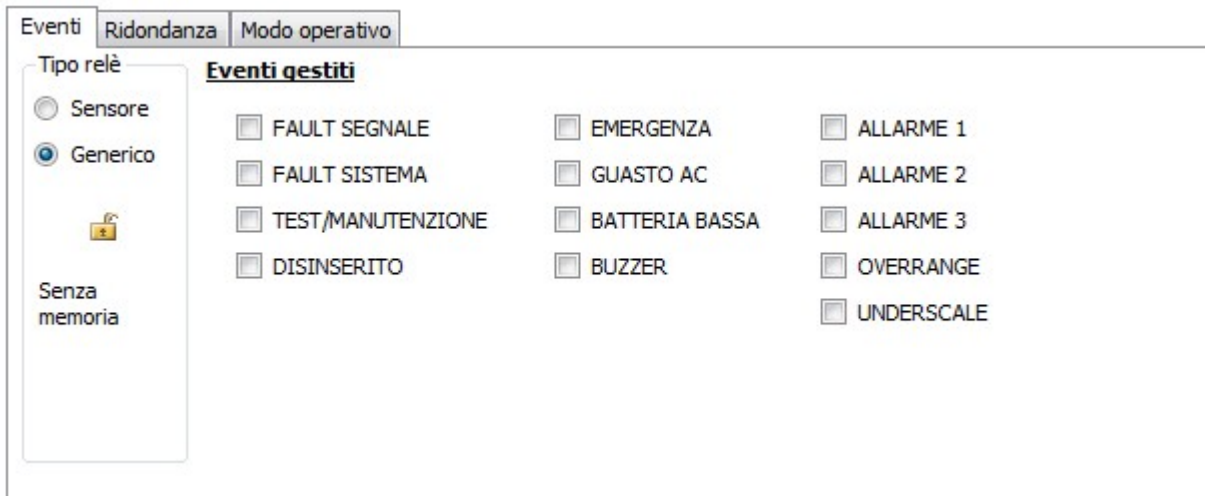 Eventi Ridondanza Modo operativo
Tipo relè
Sensore
Generico
Senza
memoria
Eventi gestiti
FAULT SEGNALE EMERGENZA ALLARME 1
FAULT SISTEMA GUASTO AC ALLARME 2
TEST/MANUTENZIONE BATTERIA BASSA ALLARME 3
DISINSERITO BUZZER OVERRANGE
UNDERSCALE